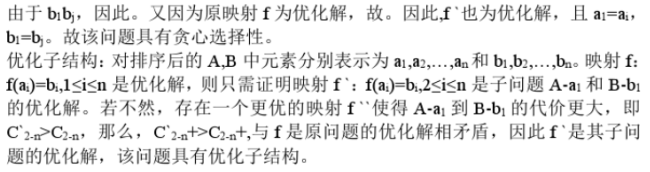 由于 b₁bⱼ，因此。又因为原映射 f 为优化解，故。因此,f `也为优化解，且 a₁=aᵢ，
b₁=bⱼ。故该问题具有贪心选择性。
优化子结构：对排序后的 A,B 中元素分别表示为 a₁,a₂,…,aₙ和 b₁,b₂,…,bₙ。映射 f:
f(aᵢ)=bᵢ,1≤i≤n 是优化解，则只需证明映射 f `：f(aᵢ)=bᵢ,2≤i≤n 是子问题 A-a₁ 和 B-b₁
的优化解。若不然，存在一个更优的映射 f ``使得 A-a₁ 到 B-b₁ 的代价更大，即
C`₂₋ₙ>C₂₋ₙ，那么，C`₂₋ₙ+>C₂₋ₙ+,与 f 是原问题的优化解相矛盾，因此 f `是其子问
题的优化解，该问题具有优化子结构。